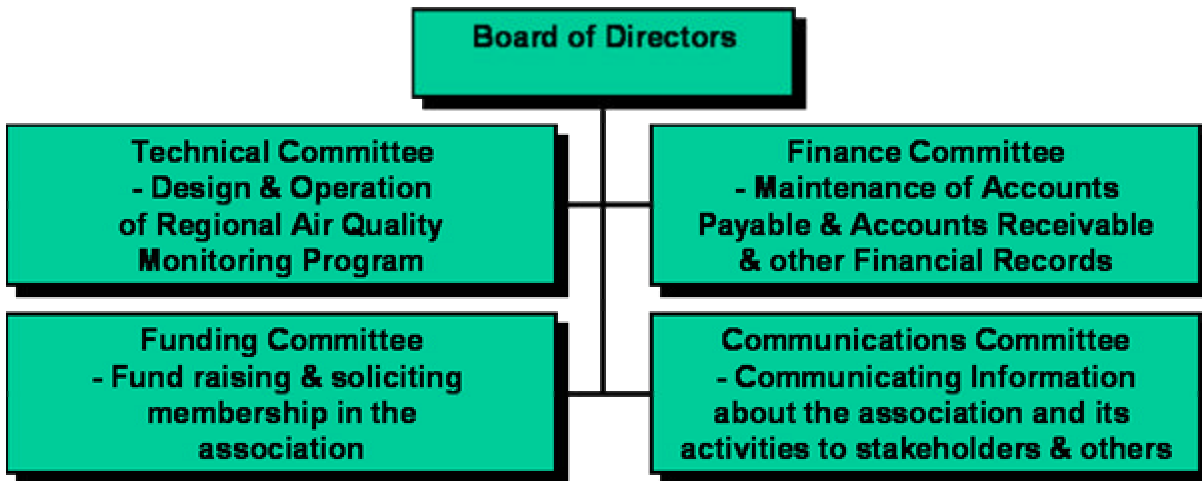 Board of Directors
Technical Committee
- Design & Operation
of Regional Air Quality
Monitoring Program
Finance Committee
- Maintenance of Accounts
Payable & Accounts Receivable
& other Financial Records
Funding Committee
- Fund raising & soliciting
membership in the
association
Communications Committee
- Communicating Information
about the association and its
activities to stakeholders & others